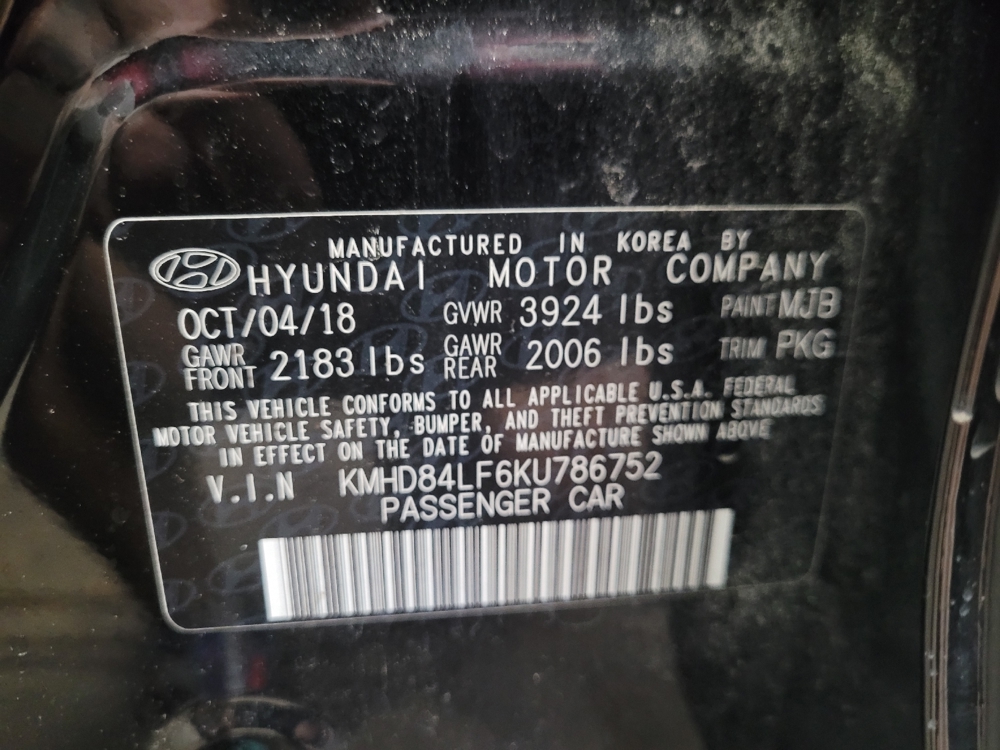 MANUFACTURED IN KOREA BY
HYUNDAI MOTOR COMPANY
OCT/04/18 GVWR 3924 lbs PAINT MJB
GAWR FRONT 2183 lbs GAWR REAR 2006 lbs TRIM PKG
THIS VEHICLE CONFORMS TO ALL APPLICABLE U.S.A. FEDERAL
MOTOR VEHICLE SAFETY, BUMPER, AND THEFT PREVENTION STANDARDS
IN EFFECT ON THE DATE OF MANUFACTURE SHOWN ABOVE
V.I.N KMHD84LF6KU786752
PASSENGER CAR